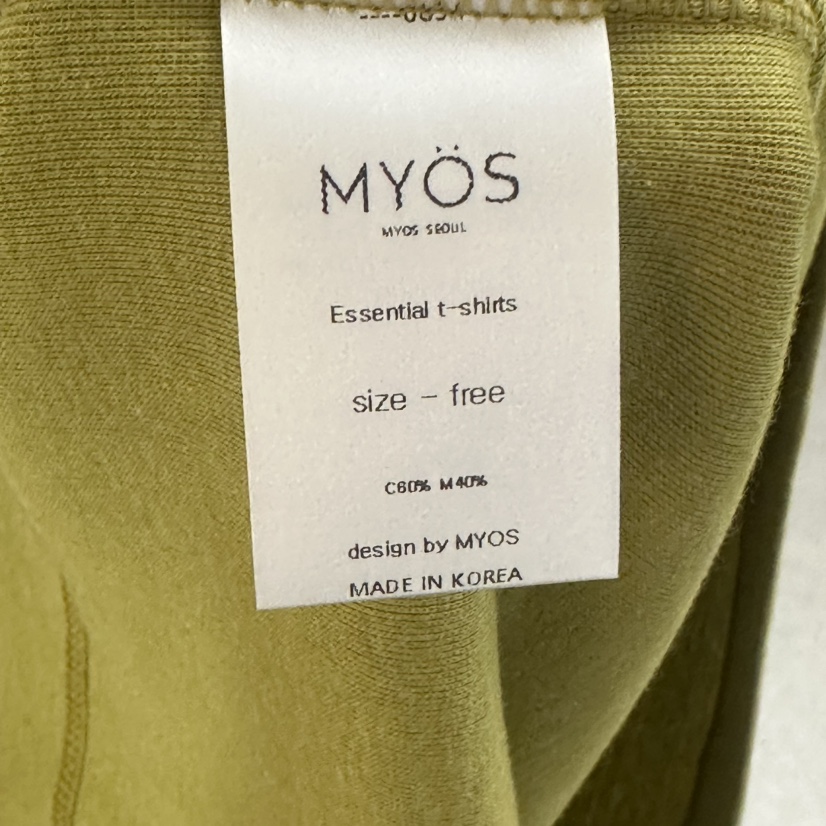 MYÖS
MYOS SEOUL
Essential t-shirts
size - free
C60% M40%
design by MYOS
MADE IN KOREA